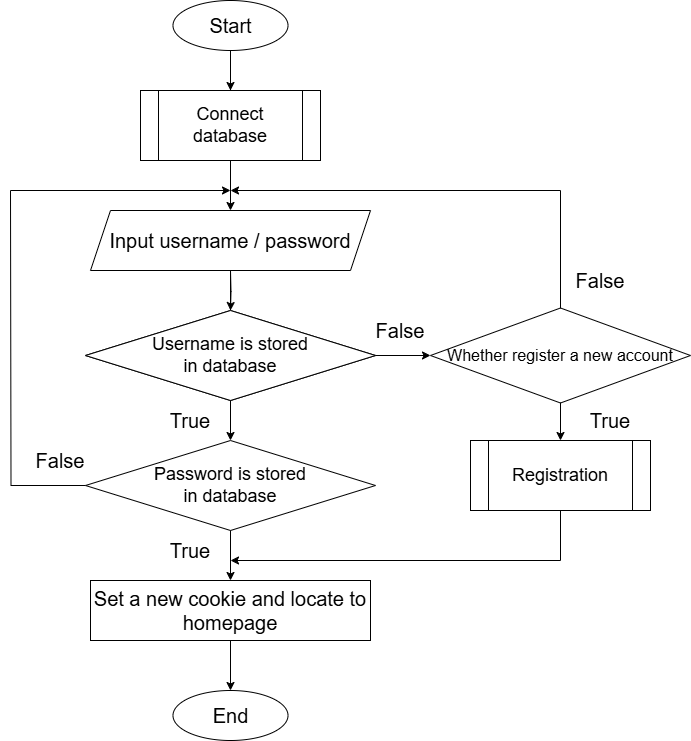 Start
Connect
database
Input username / password
False
Username is stored
in database
False
Whether register a new account
True
True
False
Password is stored
in database
Registration
True
Set a new cookie and locate to
homepage
End